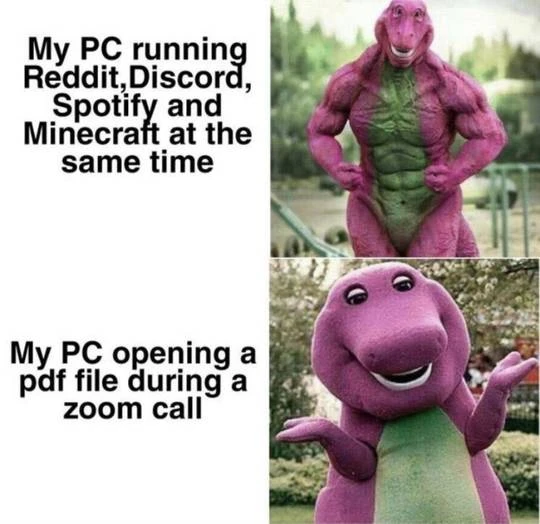 My PC running
Reddit,Discord,
Spotify and
Minecraft at the
same time
My PC opening a
pdf file during a
zoom call